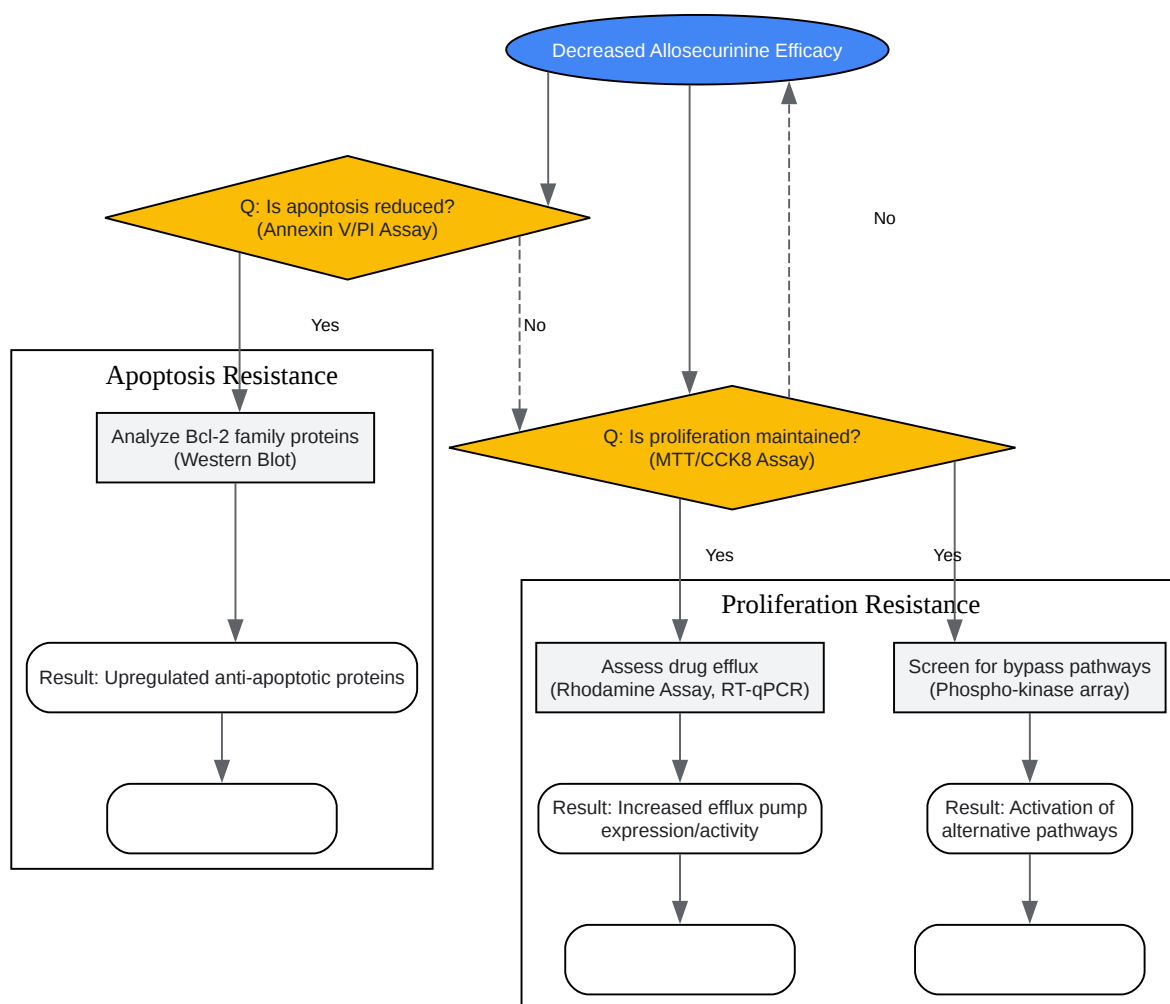 Decreased Allosecurinine Efficacy
Q: Is apoptosis reduced?
(Annexin V/PI Assay)
No
Yes
No
Apoptosis Resistance
Analyze Bcl-2 family proteins
(Western Blot)
Q: Is proliferation maintained?
(MTT/CCK8 Assay)
Yes
Yes
Proliferation Resistance
Result: Upregulated anti-apoptotic proteins
Assess drug efflux
(Rhodamine Assay, RT-qPCR)
Screen for bypass pathways
(Phospho-kinase array)
Result: Increased efflux pump
expression/activity
Result: Activation of
alternative pathways